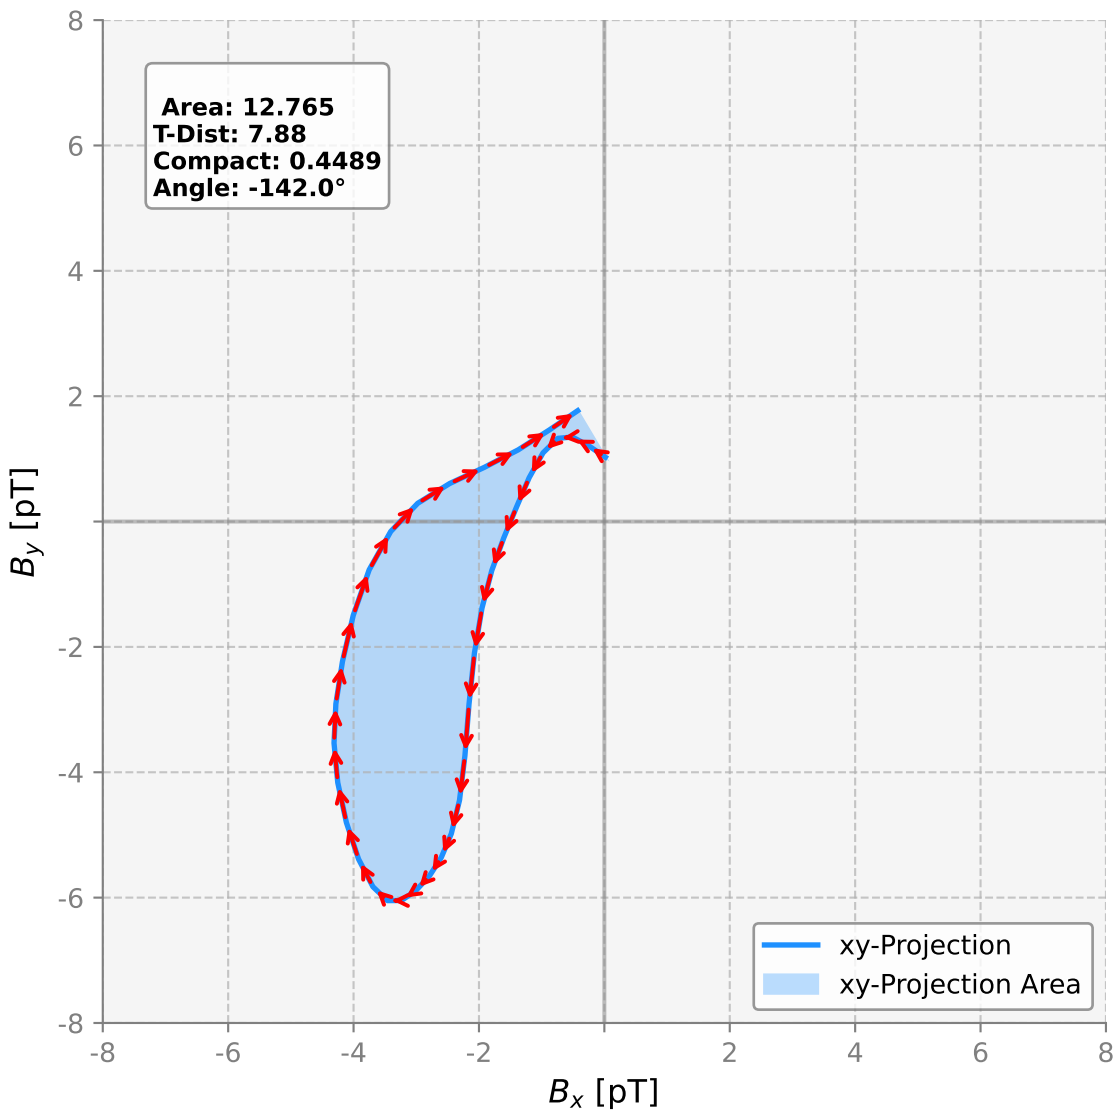 8
6
4
2
-2
-4
-6
-8
B_y [pT]
Area: 12.765
T-Dist: 7.88
Compact: 0.4489
Angle: -142.0°
xy-Projection
xy-Projection Area
-8 -6 -4 -2 2 4 6 8
B_x [pT]